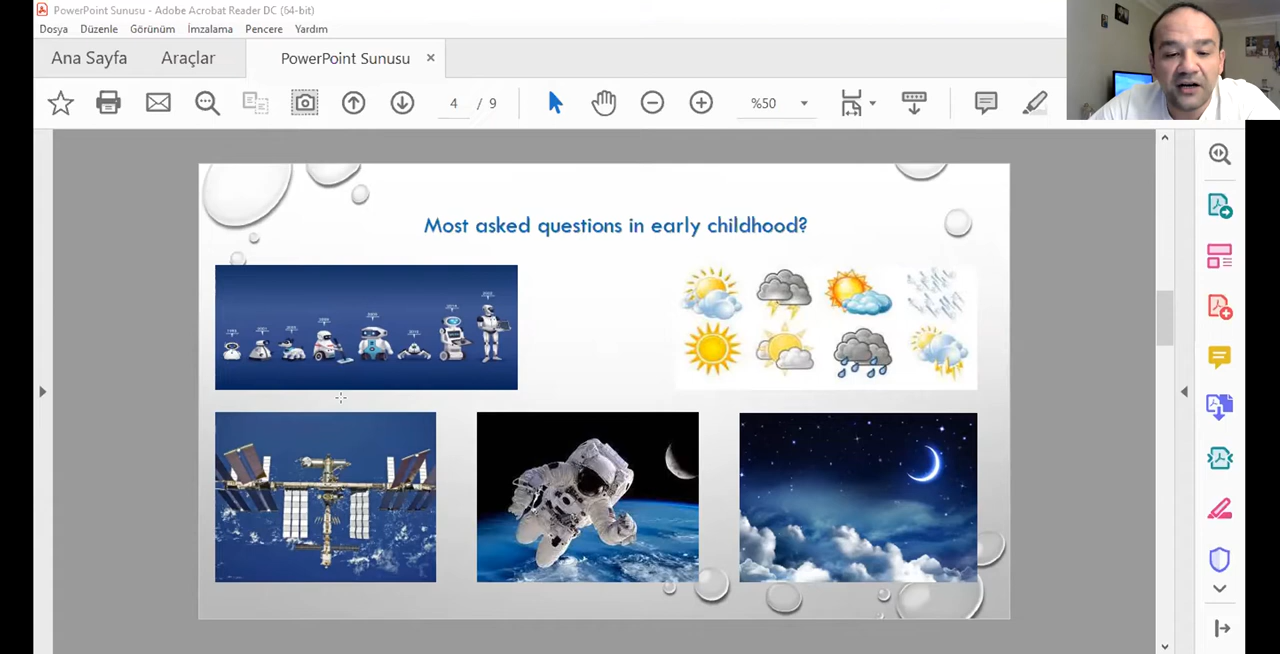 PowerPoint Sunusu - Adobe Acrobat Reader DC (64-bit)
Dosya Düzenle Görünüm İmzalama Pencere Yardım
Ana Sayfa Araçlar PowerPoint Sunusu ×
4 / 9 %50
Most asked questions in early childhood?